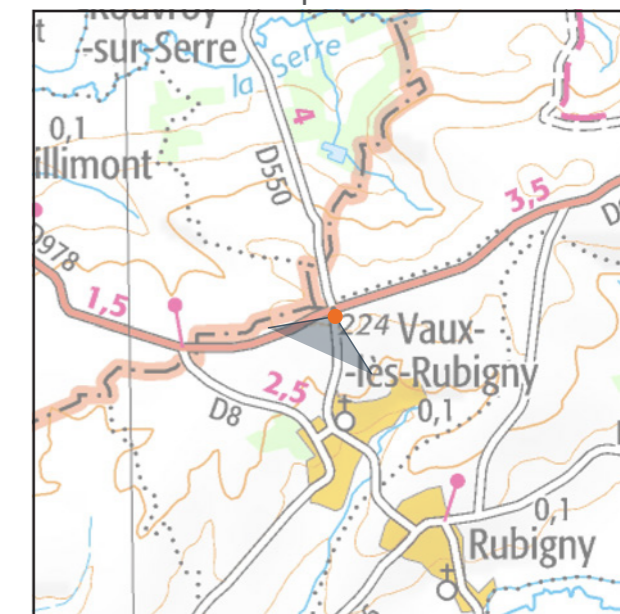 t
Rouvroy
-sur-Serre
la Serre
4
0,1
illimont
D550
3,5
D978
1,5
224
Vaux-
-lès-Rubigny
2,5
D8
0,1
0,1
Rubigny